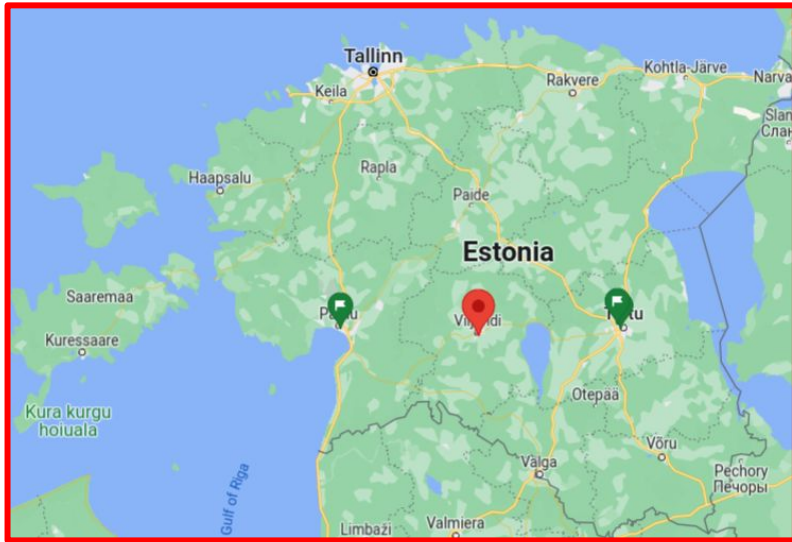 Tallinn
Keila
Rakvere
Kohtla-Järve
Narva
Slan
Слан
Rapla
Haapsalu
Paide
Estonia
Saaremaa
Kuressaare
Kura kurgu
hoiuala
Otepää
Võru
Valga
Pechory
Печоры
Gulf of Riga
Limbaži
Valmiera